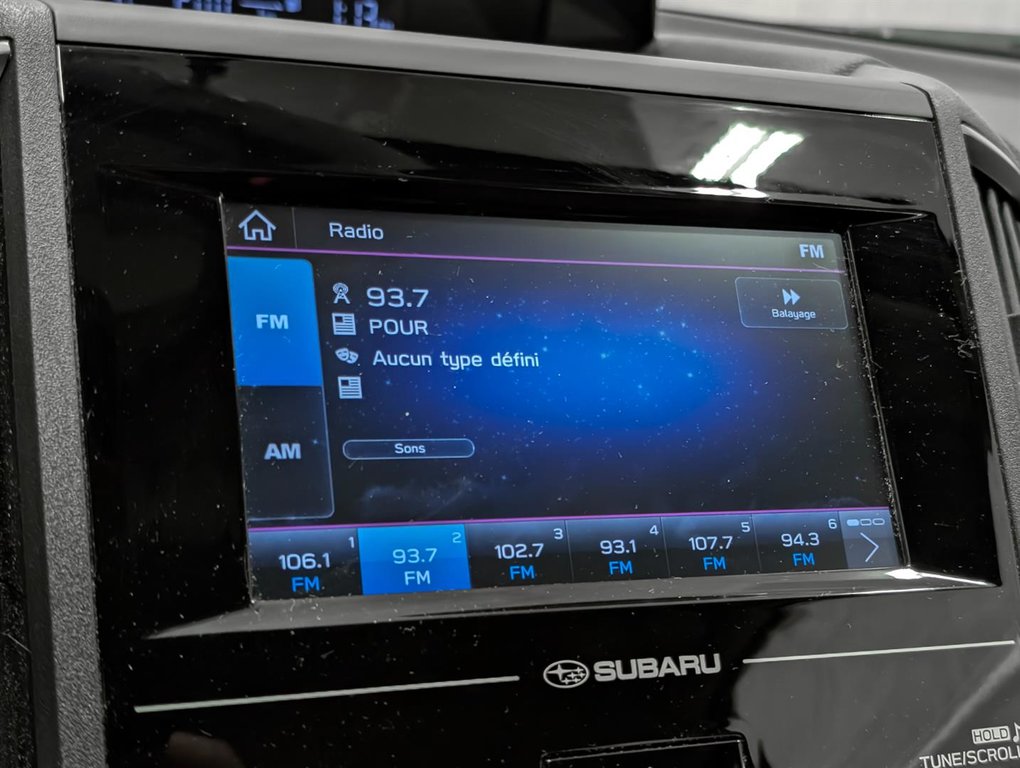 Radio
FM
FM
93.7
Balayage
POUR
Aucun type défini
AM
Sons
1 2 3 4 5 6
106.1 93.7 102.7 93.1 107.7 94.3
FM FM FM FM FM FM
SUBARU
HOLD
TUNE/SCROLL